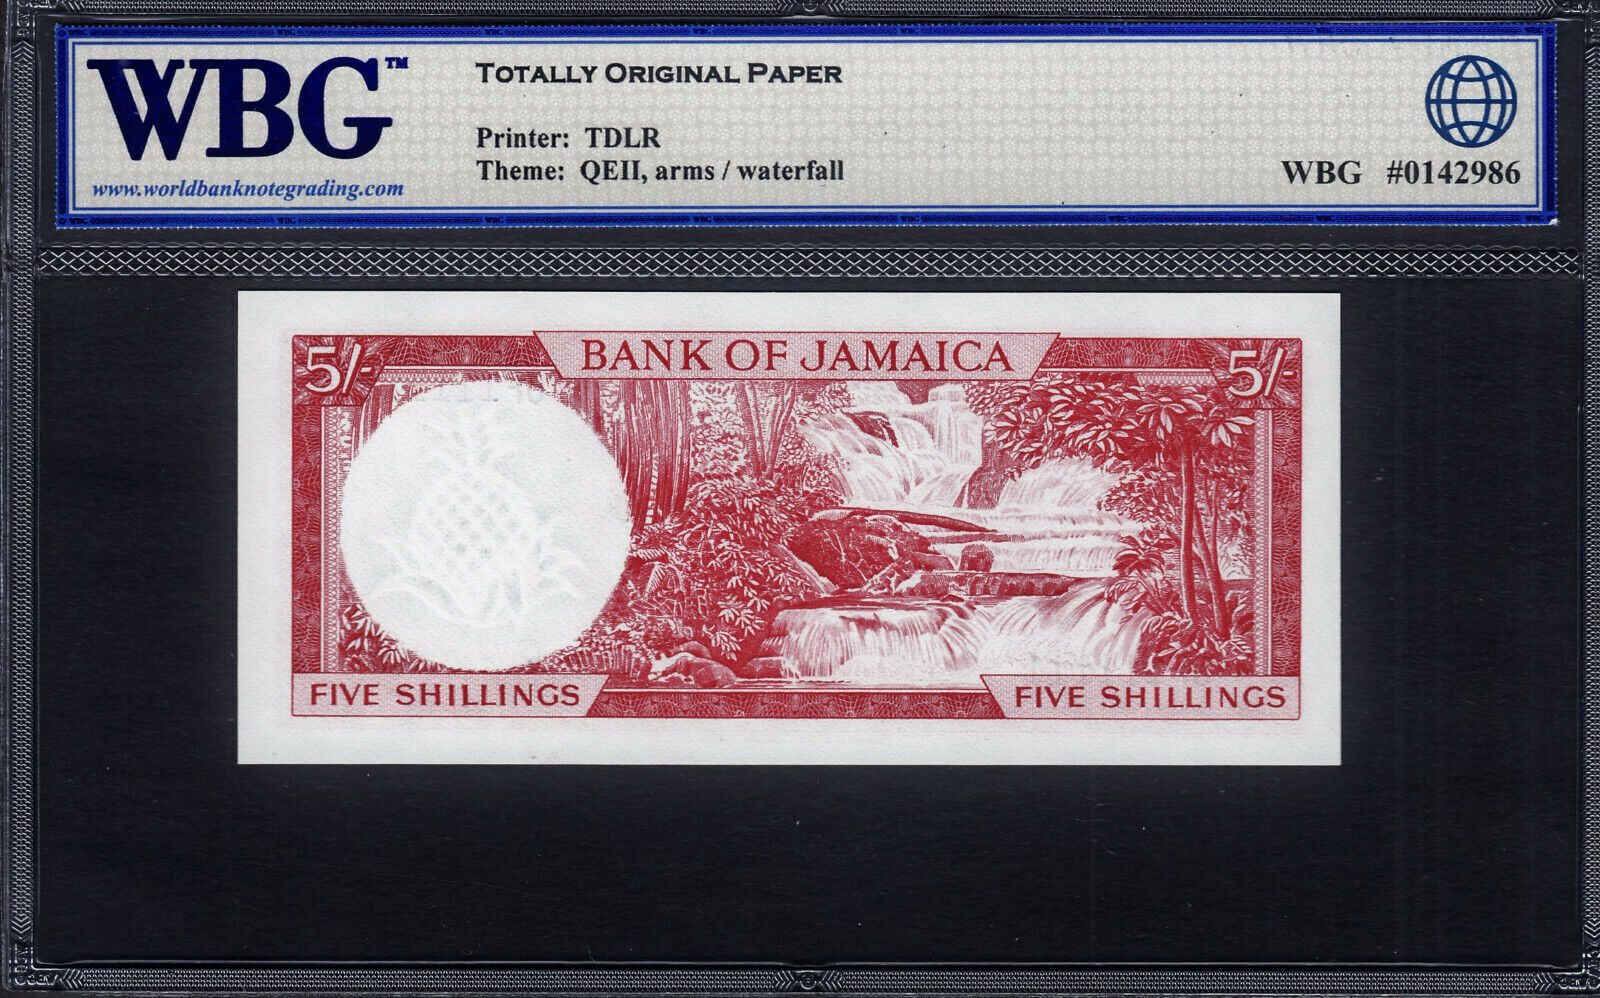 WBG™
TOTALLY ORIGINAL PAPER
Printer: TDLR
Theme: QEII, arms / waterfall
www.worldbanknotegrading.com
WBG #0142986
5/-
BANK OF JAMAICA
5/-
FIVE SHILLINGS
FIVE SHILLINGS